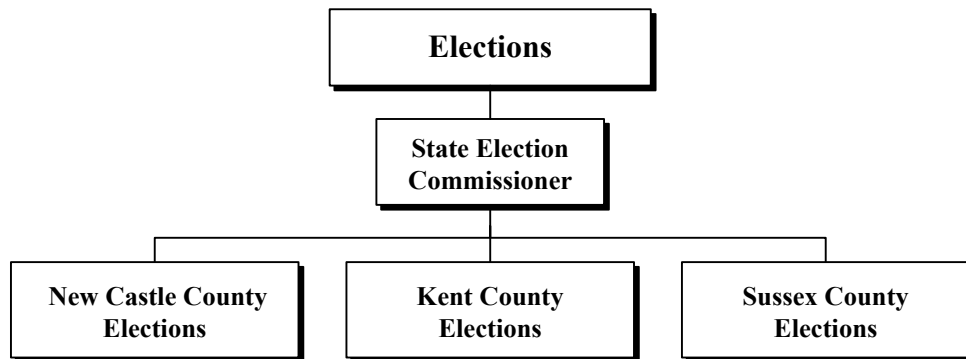 Elections
State Election
Commissioner
New Castle County
Elections
Kent County
Elections
Sussex County
Elections